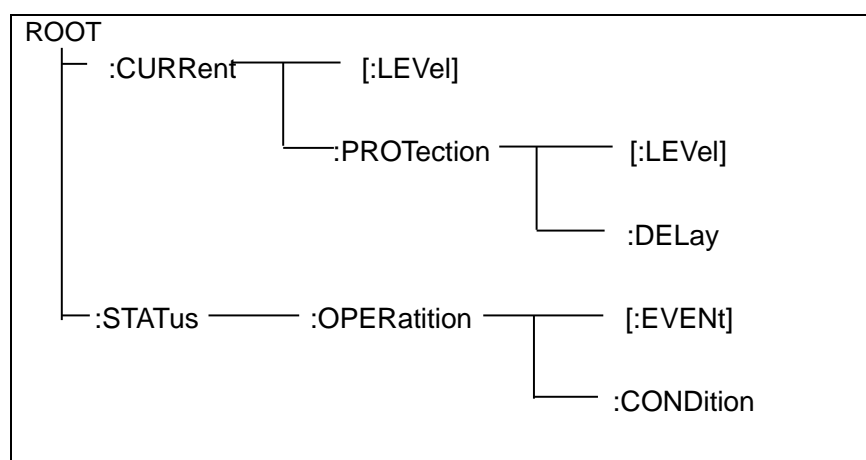 ROOT
:CURRent [:LEVel]
:PROTection [:LEVel]
:DELay
:STATus :OPERatition [:EVENt]
:CONDition